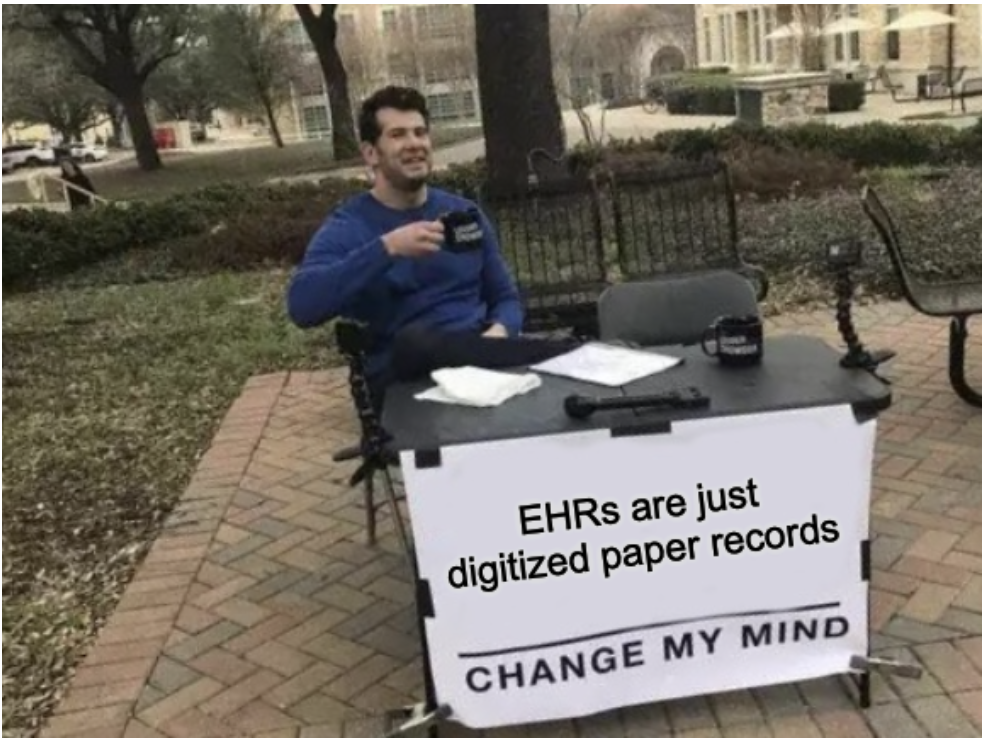 EHRs are just
digitized paper records
CHANGE MY MIND